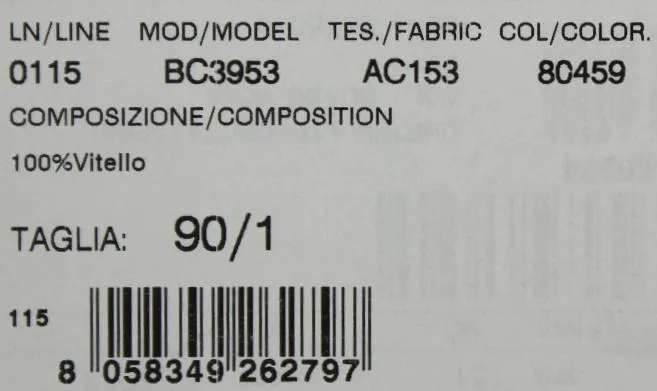 LN/LINE MOD/MODEL TES./FABRIC COL/COLOR.
0115 BC3953 AC153 80459
COMPOSIZIONE/COMPOSITION
100%Vitello
TAGLIA: 90/1
115
8 058349 262797